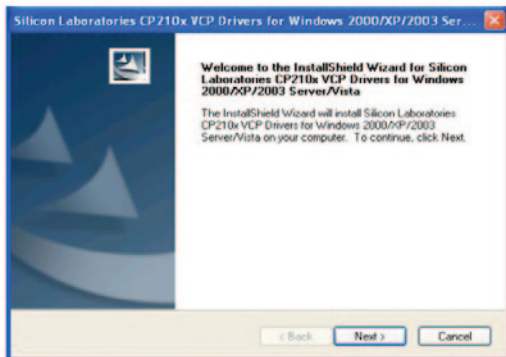 Silicon Laboratories CP210x VCP Drivers for Windows 2000/XP/2003 Ser...
Welcome to the InstallShield Wizard for Silicon
Laboratories CP210x VCP Drivers for Windows
2000/XP/2003 Server/Vista
The InstallShield Wizard will install Silicon Laboratories
CP210x VCP Drivers for Windows 2000/XP/2003
Server/Vista on your computer. To continue, click Next.
< Back
Next >
Cancel